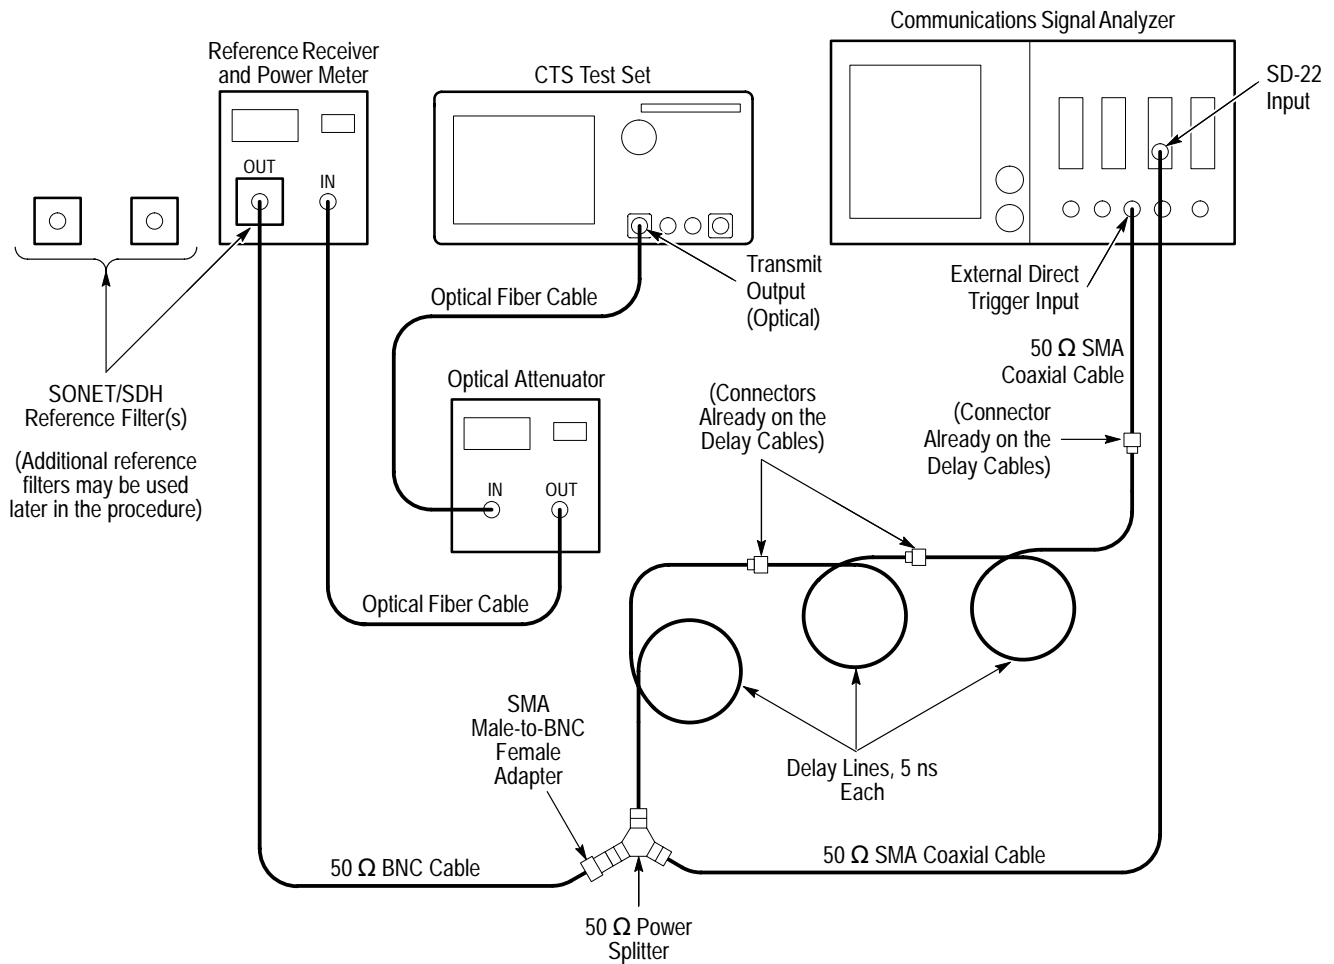 Communications Signal Analyzer
Reference Receiver
and Power Meter
CTS Test Set
SD-22
Input
OUT
IN
Transmit
Output
(Optical)
External Direct
Trigger Input
Optical Fiber Cable
50 Ω SMA
Coaxial Cable
SONET/SDH
Reference Filter(s)
(Additional reference
filters may be used
later in the procedure)
Optical Attenuator
(Connectors
Already on the
Delay Cables)
(Connector
Already on the
Delay Cables)
IN
OUT
Optical Fiber Cable
SMA
Male-to-BNC
Female
Adapter
Delay Lines, 5 ns
Each
50 Ω BNC Cable
50 Ω SMA Coaxial Cable
50 Ω Power
Splitter